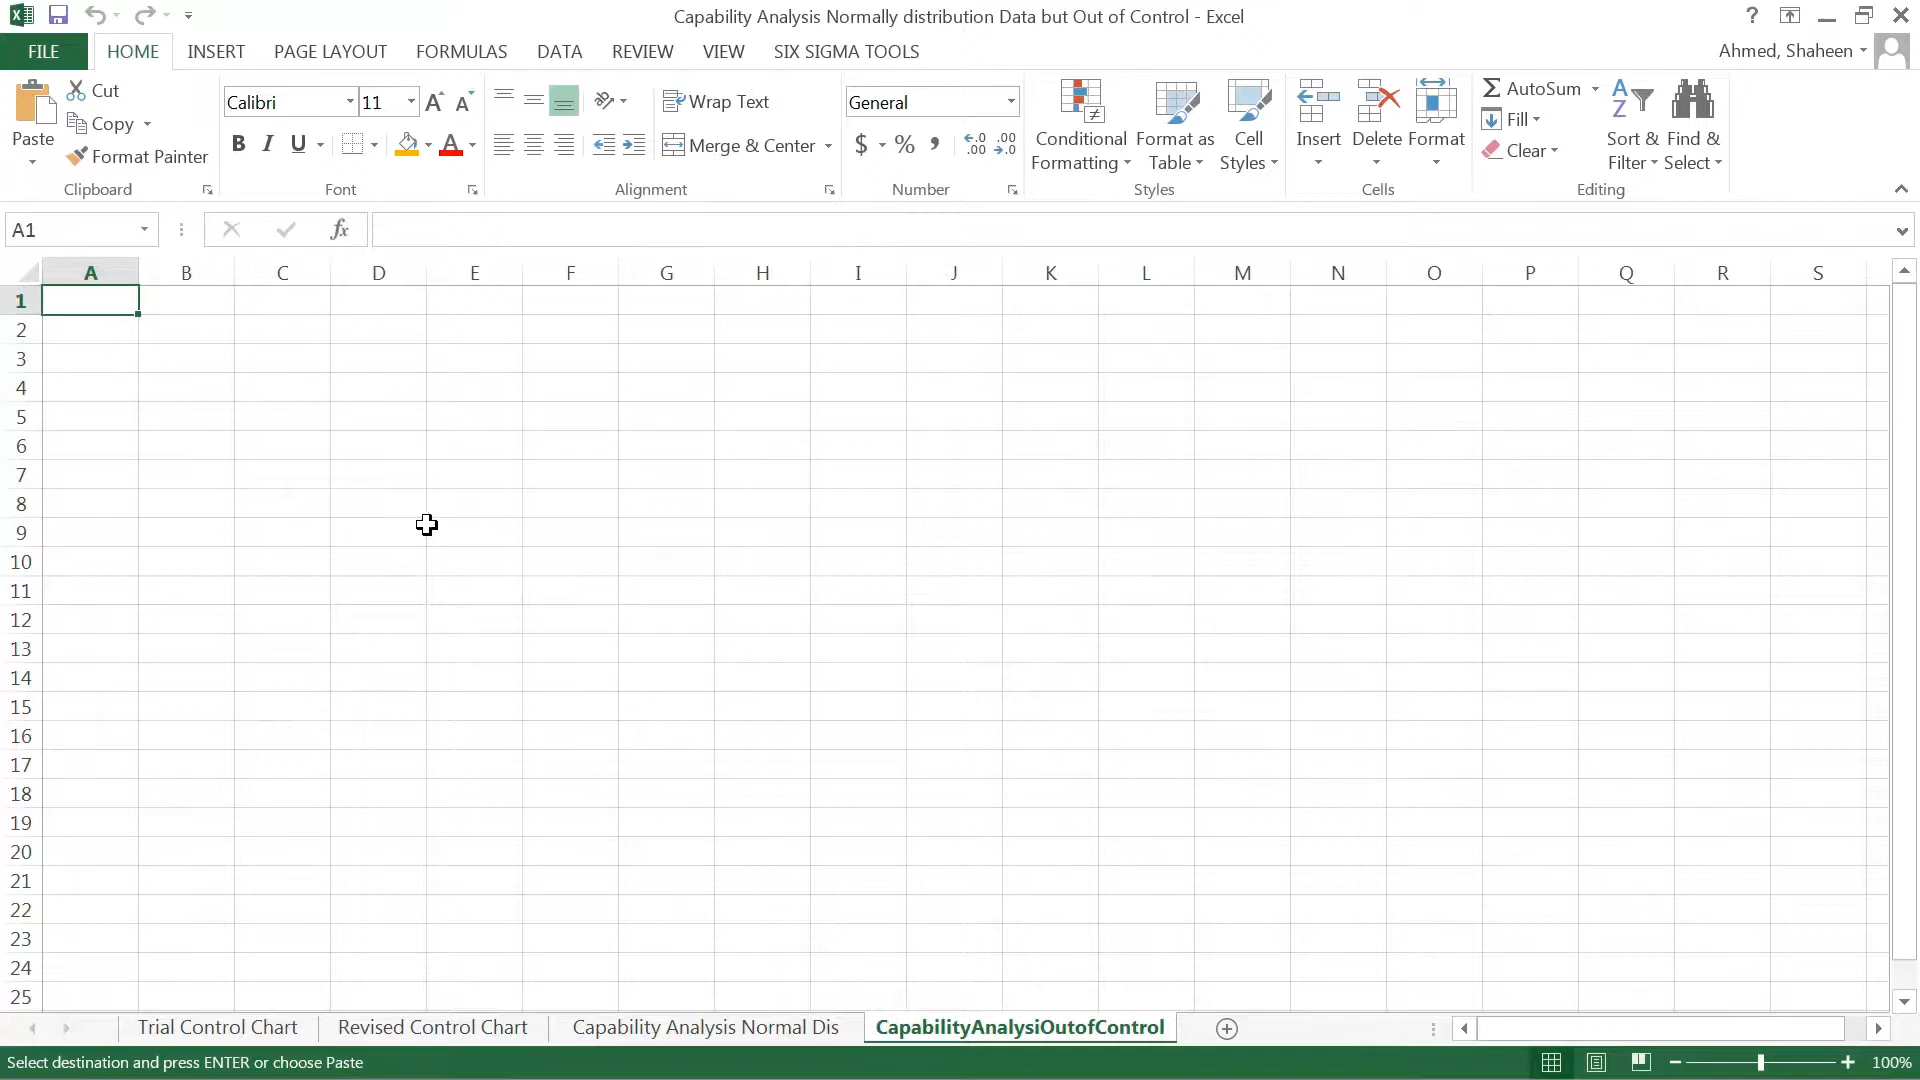 Capability Analysis Normally distribution Data but Out of Control - Excel
?
FILE HOME INSERT PAGE LAYOUT FORMULAS DATA REVIEW VIEW SIX SIGMA TOOLS Ahmed, Shaheen
Paste
Cut
Copy
Format Painter
Clipboard
Calibri 11
B I U
Font
Wrap Text
Merge & Center
Alignment
General
$ % ,
Number
Conditional Formatting
Format as Table
Cell Styles
Styles
Insert
Delete
Format
Cells
AutoSum
Fill
Clear
Sort & Filter
Find & Select
Editing
A1
fx
A B C D E F G H I J K L M N O P Q R S
1
2
3
4
5
6
7
8
9
10
11
12
13
14
15
16
17
18
19
20
21
22
23
24
25
Trial Control Chart Revised Control Chart Capability Analysis Normal Dis CapabilityAnalysiOutofControl
Select destination and press ENTER or choose Paste 100%